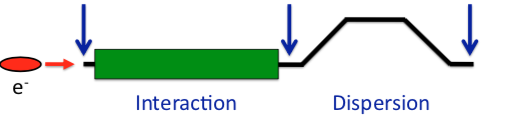 e-
Interaction
Dispersion